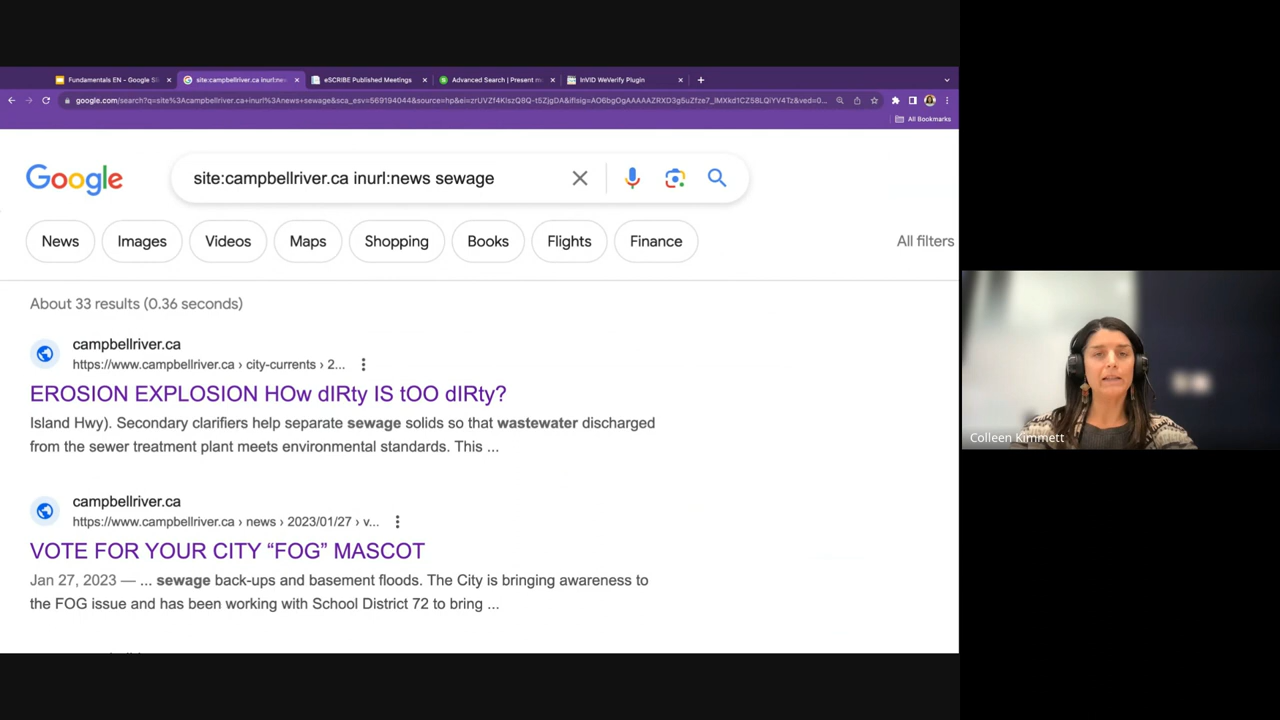 Fundamentals EN - Google Sli
site:campbellriver.ca inurl:new
eSCRIBE Published Meetings
Advanced Search | Present m
InVID WeVerify Plugin
All Bookmarks
Google
site:campbellriver.ca inurl:news sewage
News
Images
Videos
Maps
Shopping
Books
Flights
Finance
All filters
About 33 results (0.36 seconds)
campbellriver.ca
https://www.campbellriver.ca › city-currents › 2...
EROSION EXPLOSION HOw dIRty IS tOO dIRty?
Island Hwy). Secondary clarifiers help separate sewage solids so that wastewater discharged
from the sewer treatment plant meets environmental standards. This ...
campbellriver.ca
https://www.campbellriver.ca › news › 2023/01/27 › v...
VOTE FOR YOUR CITY “FOG” MASCOT
Jan 27, 2023 — ... sewage back-ups and basement floods. The City is bringing awareness to
the FOG issue and has been working with School District 72 to bring ...
Colleen Kimmett